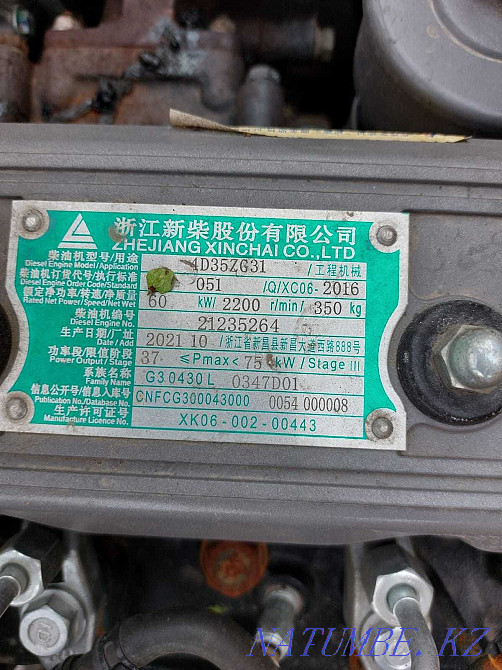 浙江新柴股份有限公司
ZHEJIANG XINCHAI CO.,LTD
柴油机型号/用途 4D35ZG31 /工程机械
Diesel Engine Model/Application
柴油机订货代号/执行标准 051 /Q/XC06-2016
Diesel Engine Order Code/Standard
额定净功率/转速/净质量 60 kW/ 2200 r/min/ 350 kg
Rated Net Power/Speed/Net Wet
柴油机编号 21235264
Diesel Engine No.
生产日期/厂址 2021 10 /浙江省新昌县新昌大道西路888号
Date / Add
功率段/限值阶段 37 ≤Pmax< 75 kW/Stage III
Power Output / Stage
系族名称 G3 0430 L 0347D01
Family Name
信息公开号/信息入库号 CNFCG300043000 0054 000008
Publication No./Database No.
生产许可证号 XK06-002-00443
Manufacture Licence No.
NATUMBE.KZ